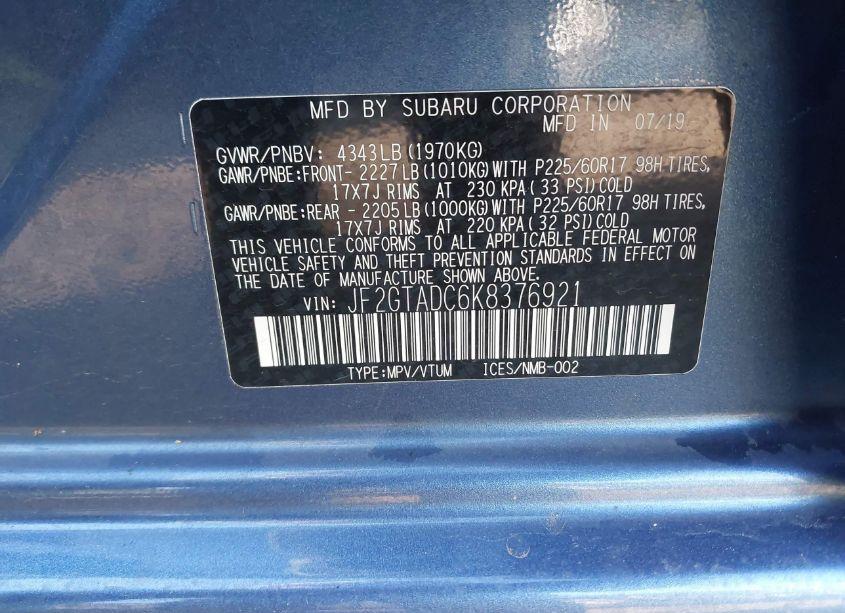 MFD BY SUBARU CORPORATION
MFD IN 07/19
GVWR/PNBV: 4343LB(1970KG)
GAWR/PNBE:FRONT-2227LB(1010KG)WITH P225/60R17 98H TIRES,
17X7J RIMS AT 230 KPA(33 PSI)COLD
GAWR/PNBE:REAR -2205LB(1000KG)WITH P225/60R17 98H TIRES,
17X7J RIMS AT 220 KPA(32 PSI)COLD
THIS VEHICLE CONFORMS TO ALL APPLICABLE FEDERAL MOTOR
VEHICLE SAFETY AND THEFT PREVENTION STANDARDS IN EFFECT ON THE
DATE OF MANUFACTURE SHOWN ABOVE.
VIN: JF2GTADC6K8376921
TYPE:MPV/VTUM ICES/NMB-002